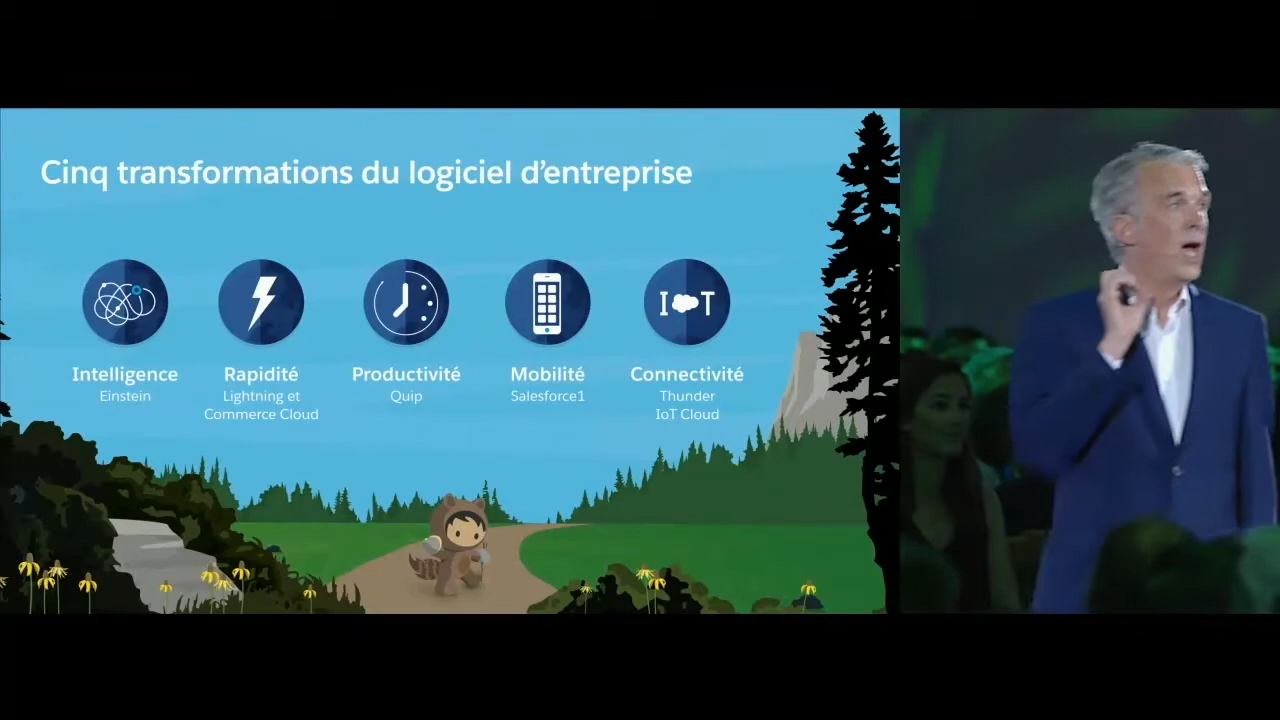 Cinq transformations du logiciel d'entreprise
I T
Intelligence
Einstein
Rapidité
Lightning et
Commerce Cloud
Productivité
Quip
Mobilité
Salesforce1
Connectivité
Thunder
IoT Cloud